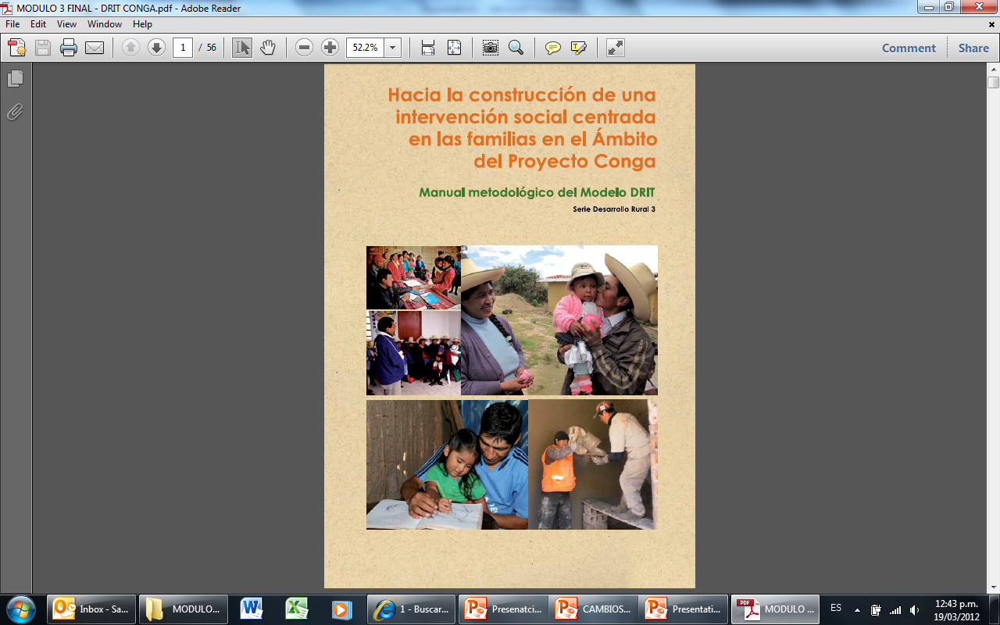 MODULO 3 FINAL - DRIT CONGA.pdf - Adobe Reader
File Edit View Window Help
1 / 56 52.2% Comment Share
Hacia la construcción de una
intervención social centrada
en las familias en el Ámbito
del Proyecto Conga
Manual metodológico del Modelo DRIT
Serie Desarrollo Rural 3
Inbox - Sa... MODULO... 1 - Buscar... Presenatci... CAMBIOS... Presentati... MODULO ... ES 12:43 p.m.
19/03/2012